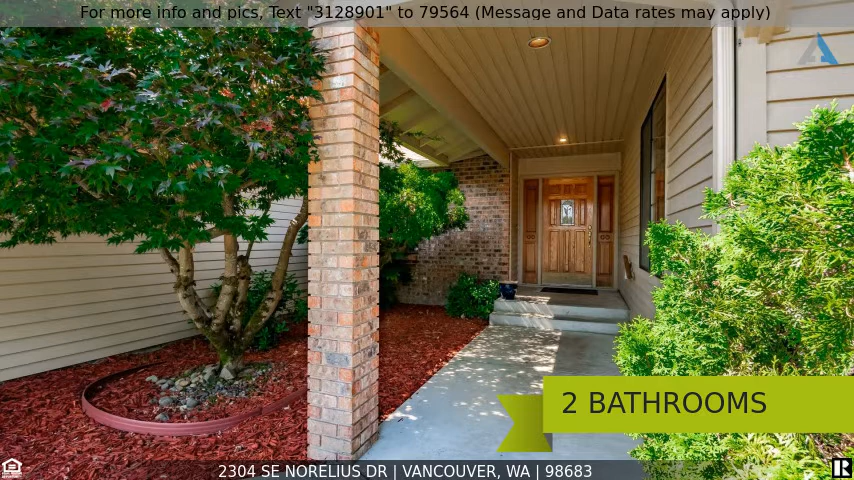 For more info and pics, Text "3128901" to 79564 (Message and Data rates may apply)
2 BATHROOMS
2304 SE NORELIUS DR | VANCOUVER, WA | 98683